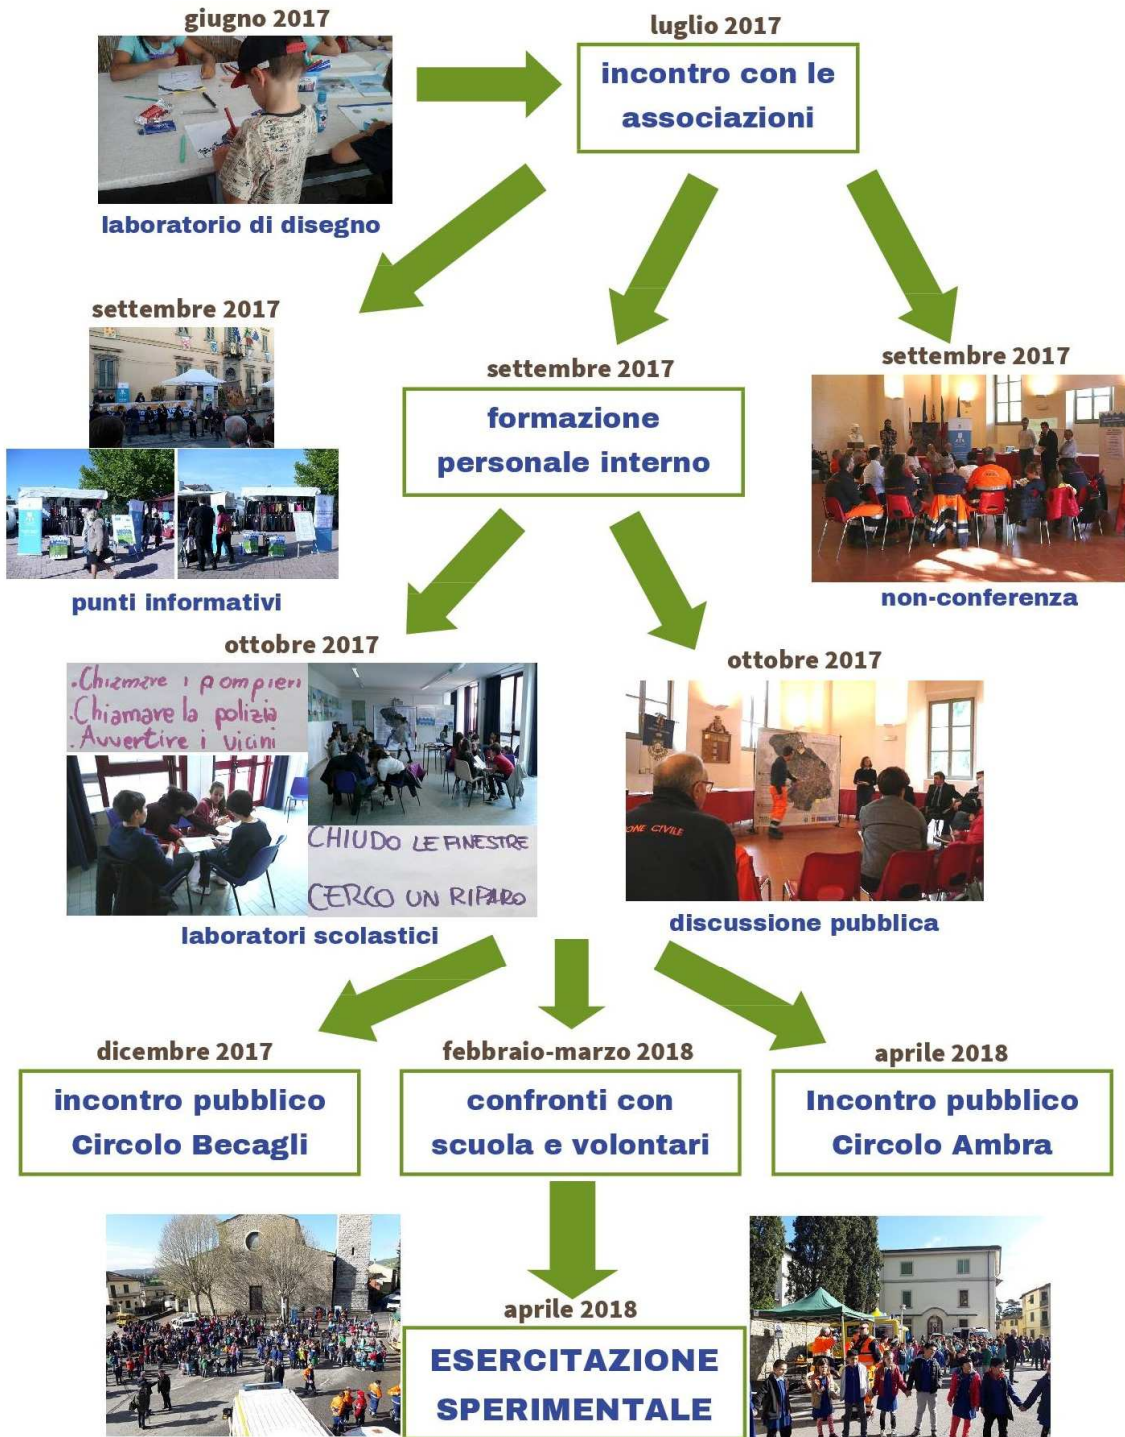 giugno 2017
luglio 2017
incontro con le
associazioni
laboratorio di disegno
settembre 2017
settembre 2017
settembre 2017
formazione
personale interno
punti informativi
non-conferenza
ottobre 2017
ottobre 2017
.Chiamare i pompieri
.Chiamare la polizia
.Avvertire i vicini
CHIUDO LE FINESTRE
CERCO UN RIPARO
ONE CIVILE
laboratori scolastici
discussione pubblica
dicembre 2017
febbraio-marzo 2018
aprile 2018
incontro pubblico
Circolo Becagli
confronti con
scuola e volontari
Incontro pubblico
Circolo Ambra
aprile 2018
ESERCITAZIONE
SPERIMENTALE